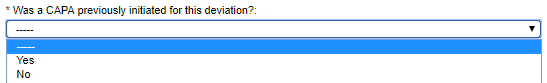 * Was a CAPA previously initiated for this deviation?:
-----
-----
Yes
No